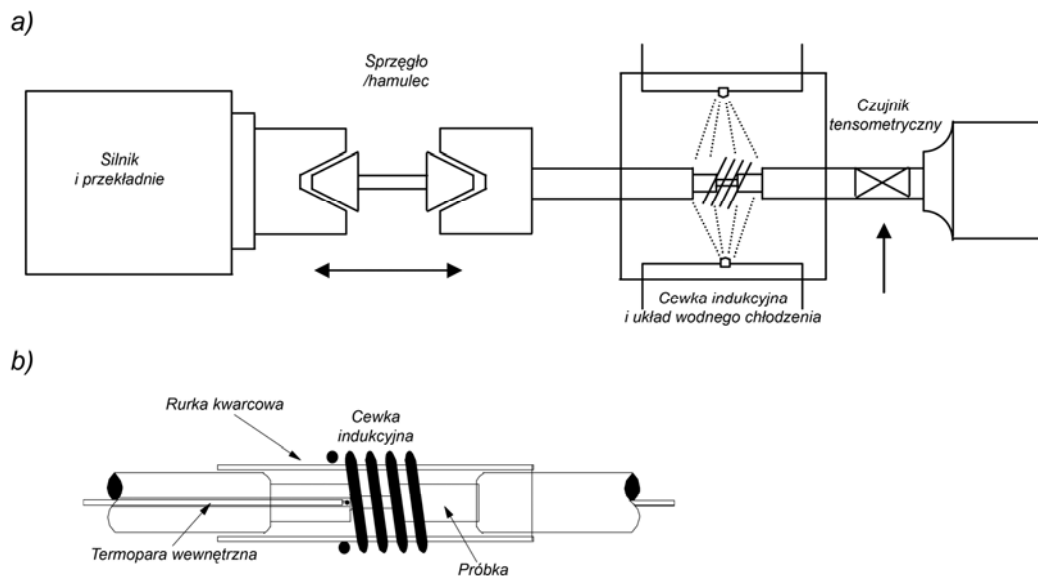 a)
Sprzęgło
/hamulec
Silnik
i przekładnie
Czujnik
tensometryczny
Cewka indukcyjna
i układ wodnego chłodzenia
b)
Rurka kwarcowa
Cewka
indukcyjna
Termopara wewnętrzna
Próbka